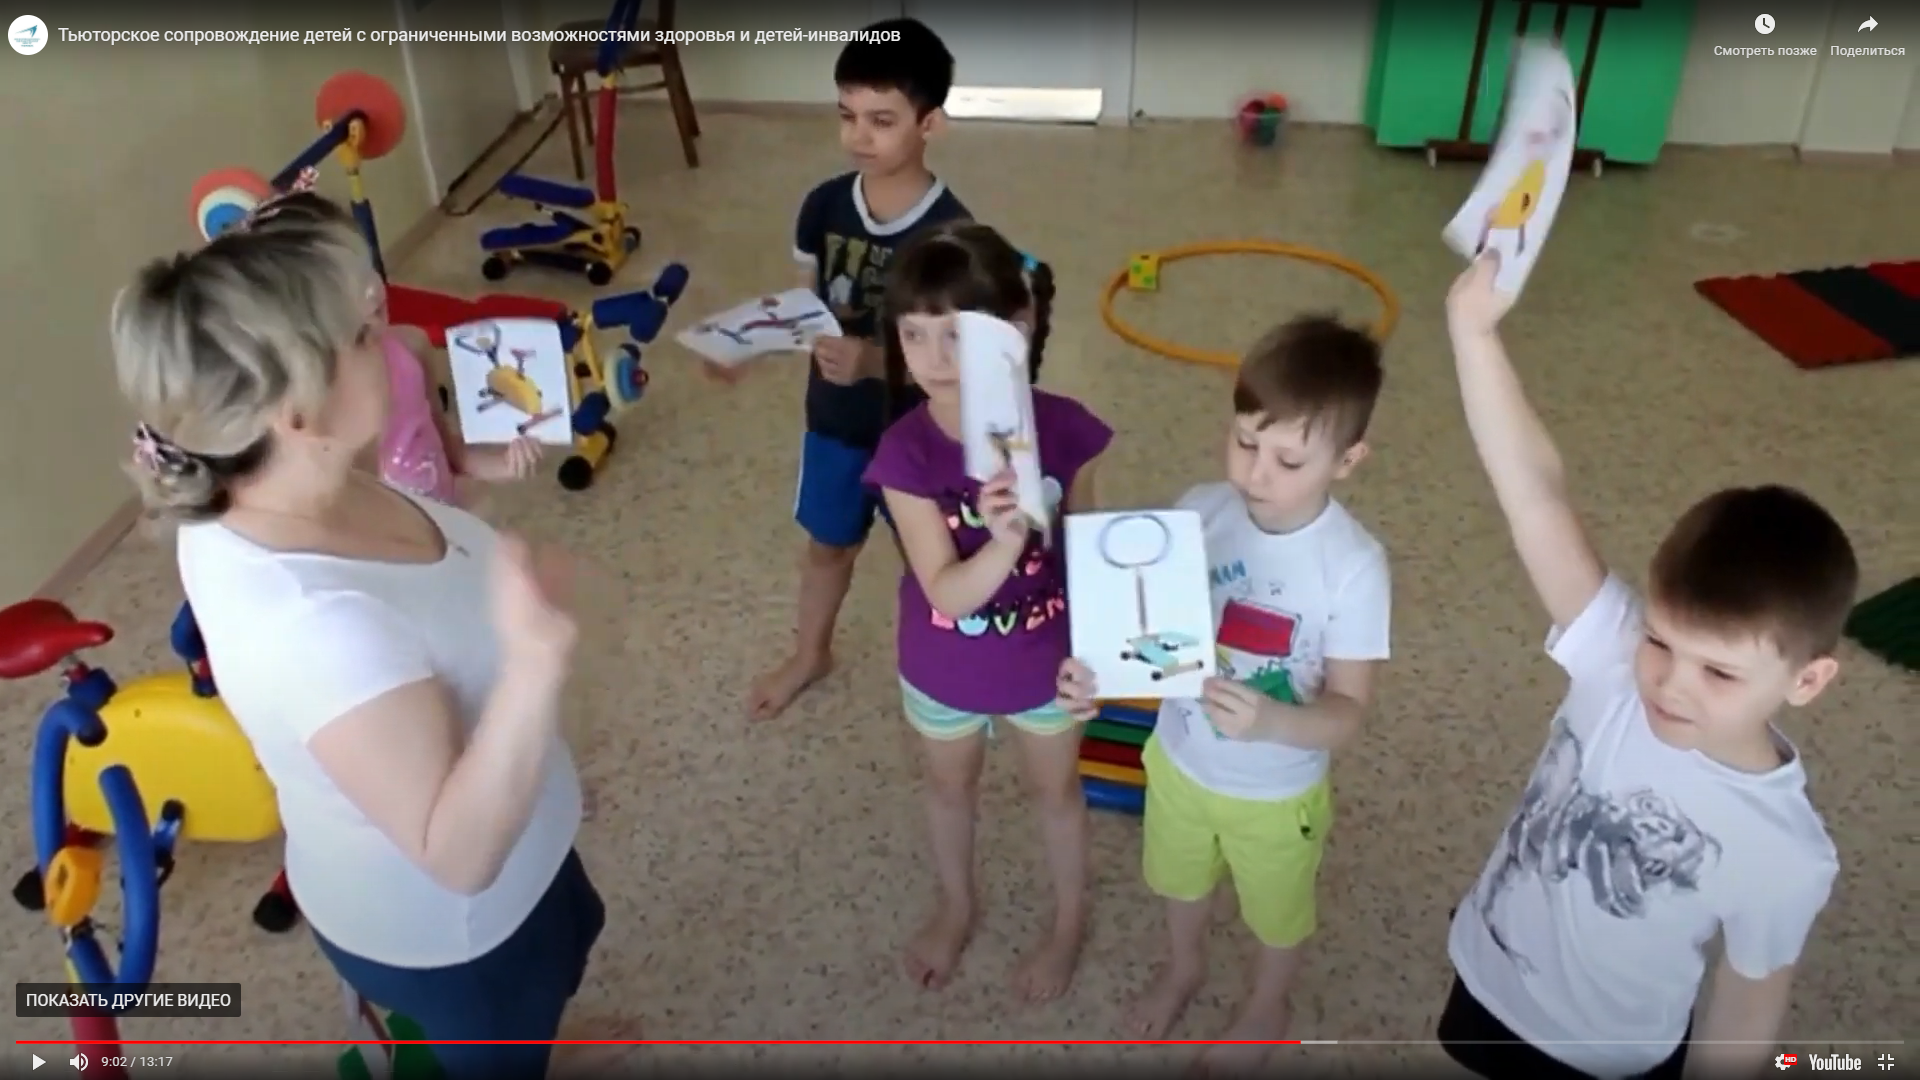 Тьюторское сопровождение детей с ограниченными возможностями здоровья и детей-инвалидов
Смотреть позже
Поделиться
ПОКАЗАТЬ ДРУГИЕ ВИДЕО
9:02 / 13:17
HD
YouTube